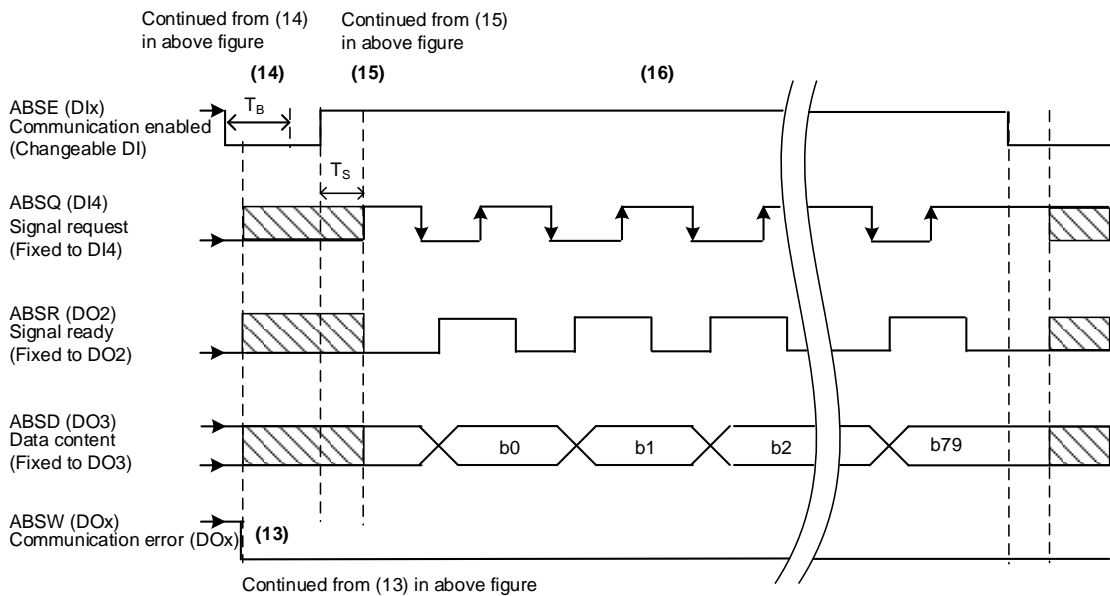 Continued from (14)
in above figure
Continued from (15)
in above figure
(14)
(15)
(16)
ABSE (DIx)
Communication enabled
(Changeable DI)
TB
TS
ABSQ (DI4)
Signal request
(Fixed to DI4)
ABSR (DO2)
Signal ready
(Fixed to DO2)
ABSD (DO3)
Data content
(Fixed to DO3)
b0
b1
b2
b79
ABSW (DOx)
Communication error (DOx)
(13)
Continued from (13) in above figure